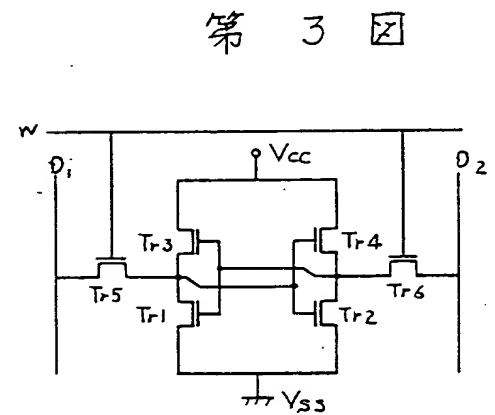 第 3 図
W
D1
Vcc
D2
Tr3
Tr4
Tr5
Tr6
Tr1
Tr2
Vss